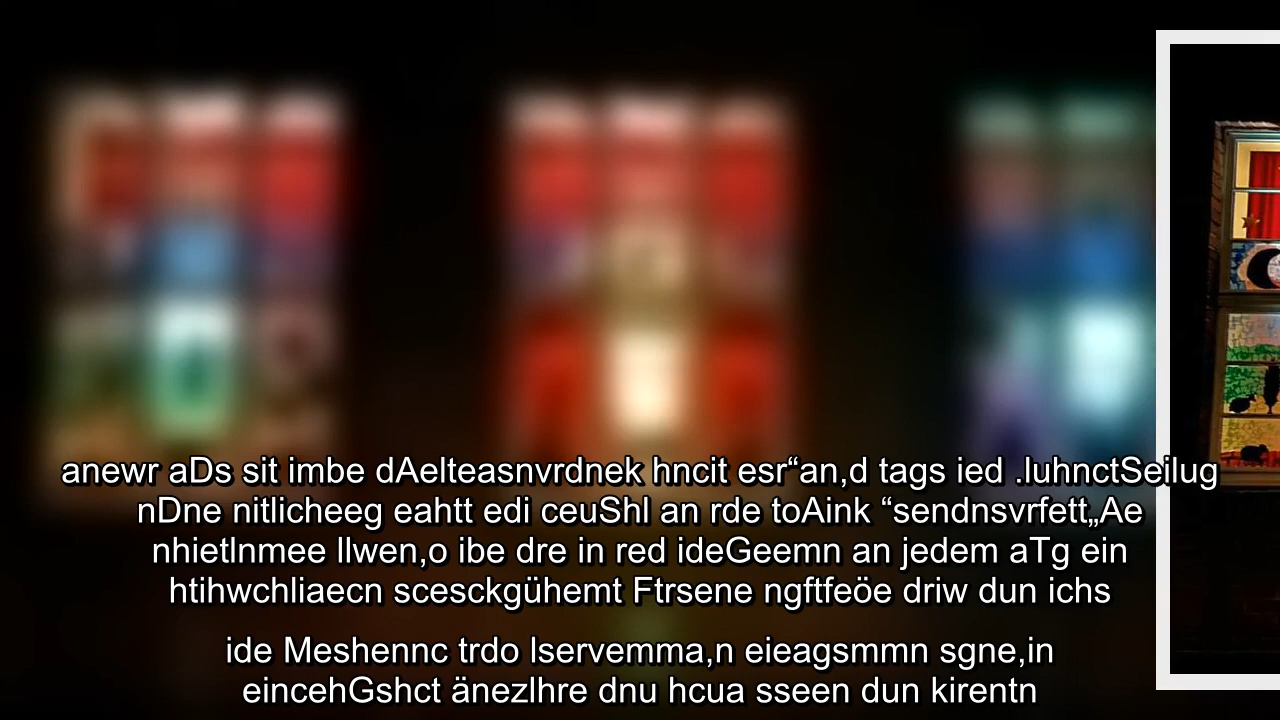 anewr aDs sit imbe dAelteasnvrdnek hncit esr“an,d tags ied .luhnctSeilug
nDne nitlicheeg eahtt edi ceuShl an rde toAink “sendnsvrfett„Ae
nhietlnmee llwen,o ibe dre in red ideGeemn an jedem aTg ein
htihwchliaecn scesckgühemt Ftrsene ngftfeöe driw dun ichs
ide Meshennc trdo lservemma,n eieagsmmn sgne,in
eincehGshct änezlhre dnu hcua sseen dun kirentn